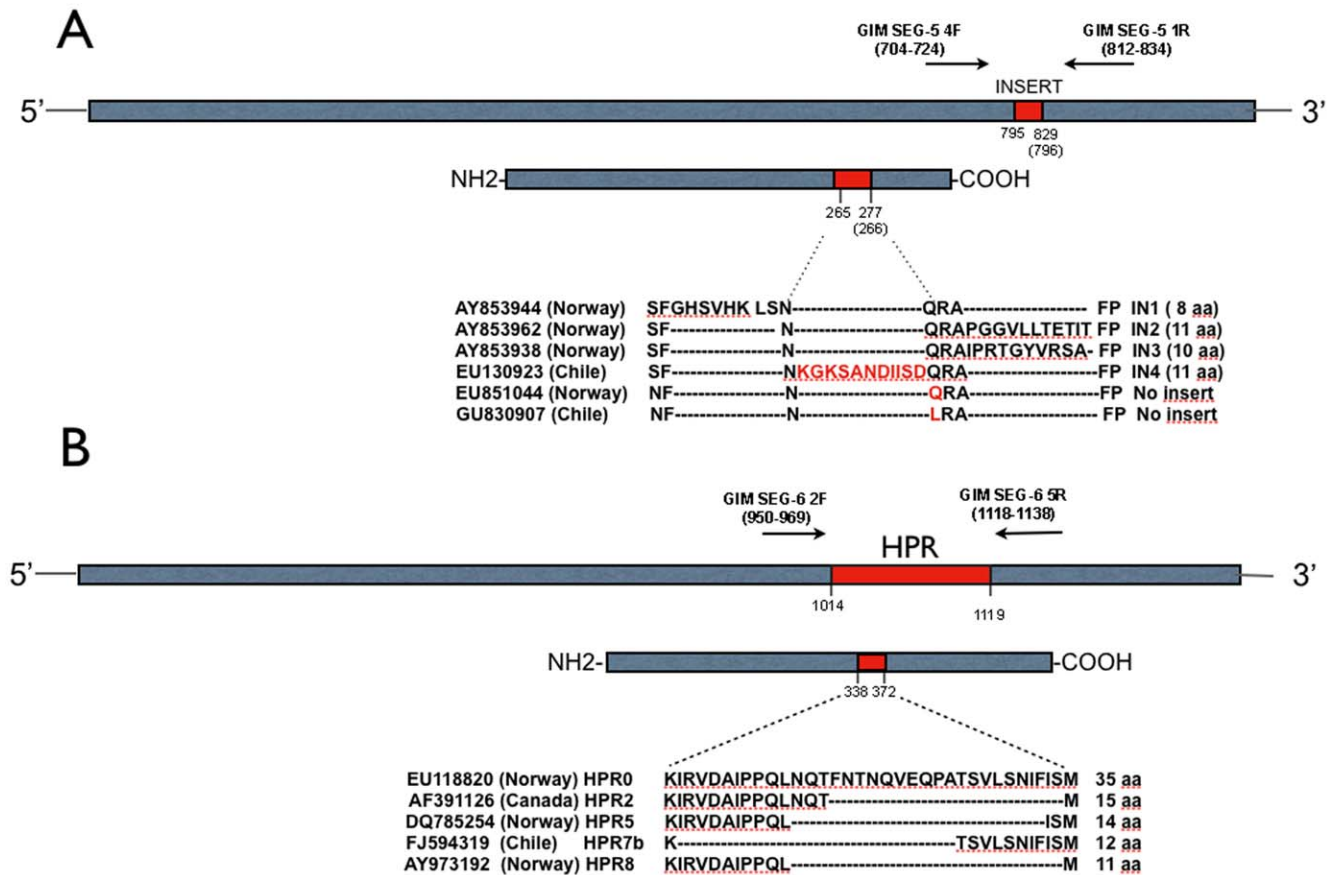 A
GIM SEG-5 4F GIM SEG-5 1R
(704-724) (812-834)
INSERT
5’ 3’
795 829
(796)
NH2- -COOH
265 277
(266)
AY853944 (Norway) SFGHSVHK LSN---------------QRA-------------- FP IN1 ( 8 aa)
AY853962 (Norway) SF------------ N---------------QRAPGGVLLTETIT FP IN2 (11 aa)
AY853938 (Norway) SF-------------N---------------QRAIPRTGYVRSA- FP IN3 (10 aa)
EU130923 (Chile) SF-------------NKGKSANDIISDQRA---------------FP IN4 (11 aa)
EU851044 (Norway) NF-------------N---------------QRA---------------FP No insert
GU830907 (Chile) NF-------------N---------------LRA--------------- FP No insert
B
GIM SEG-6 2F GIM SEG-6 5R
(950-969) (1118-1138)
HPR
5’ 3’
1014 1119
NH2- -COOH
338 372
EU118820 (Norway) HPR0 KIRVDAIPPQLNQTFNTNQVEQPATSVLSNIFISM 35 aa
AF391126 (Canada) HPR2 KIRVDAIPPQLNQT---------------------------M 15 aa
DQ785254 (Norway) HPR5 KIRVDAIPPQL-----------------------------ISM 14 aa
FJ594319 (Chile) HPR7b K--------------------------------TSVLSNIFISM 12 aa
AY973192 (Norway) HPR8 KIRVDAIPPQL-------------------------------M 11 aa